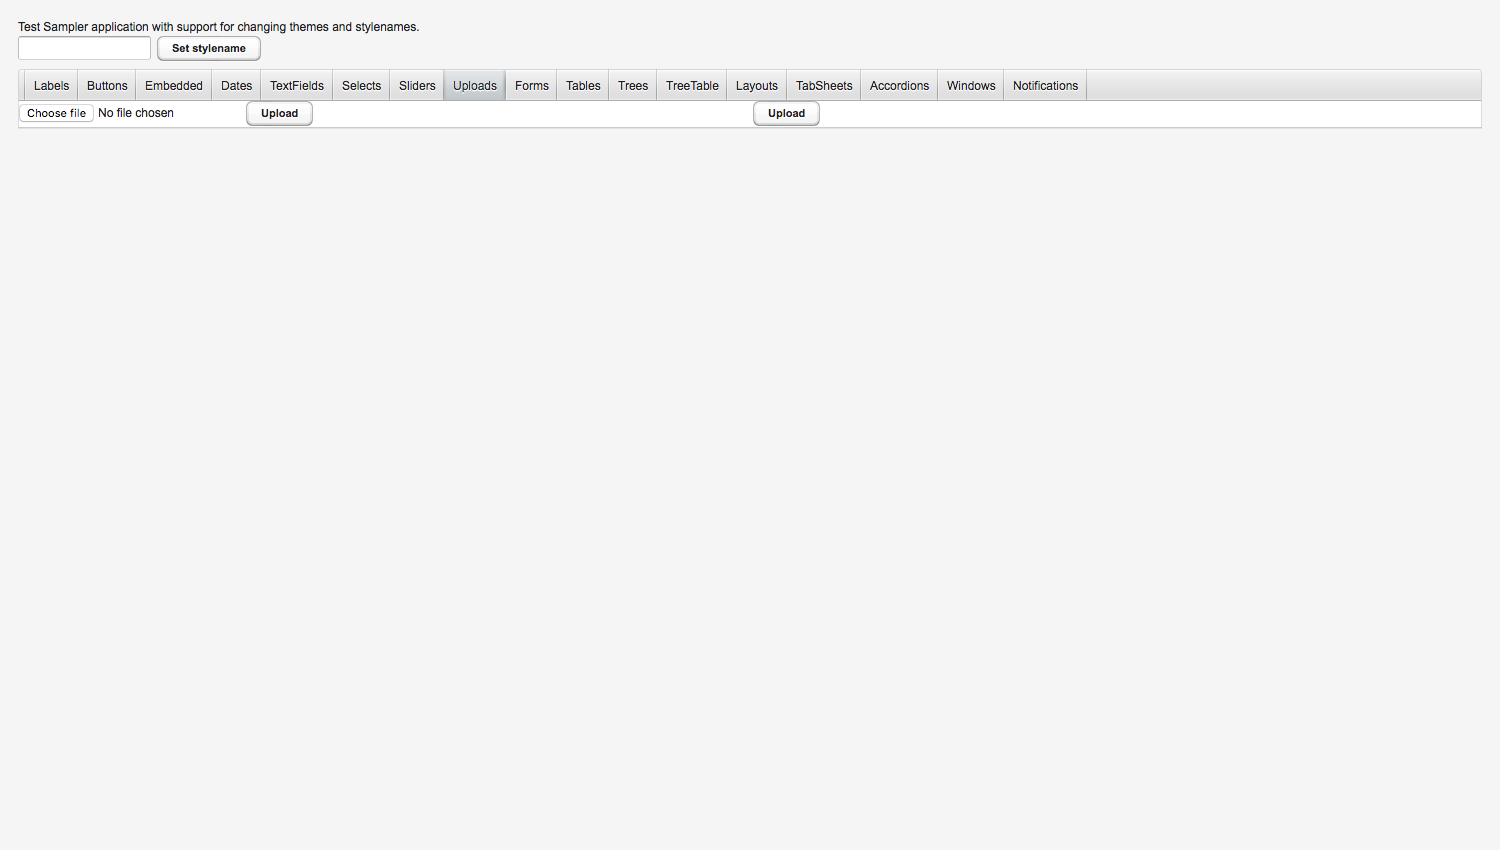 Test Sampler application with support for changing themes and stylenames.
Set stylename
Labels Buttons Embedded Dates TextFields Selects Sliders Uploads Forms Tables Trees TreeTable Layouts TabSheets Accordions Windows Notifications
Choose file No file chosen Upload Upload